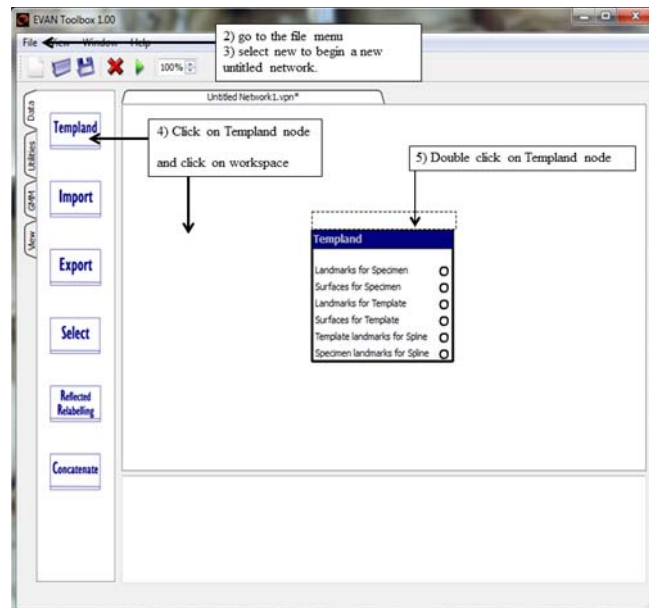 EVAN Toolbox 1.00
File View Window Help
2) go to the file menu
3) select new to begin a new
untitled network.
100%
Untitled Network1.vpn*
Data
Utilities
GMM
View
Templand
Import
Export
Select
Reflected
Relabelling
Concatenate
4) Click on Templand node
and click on workspace
5) Double click on Templand node
Templand
Landmarks for Specimen
Surfaces for Specimen
Landmarks for Template
Surfaces for Template
Template landmarks for Spline
Specimen landmarks for Spline